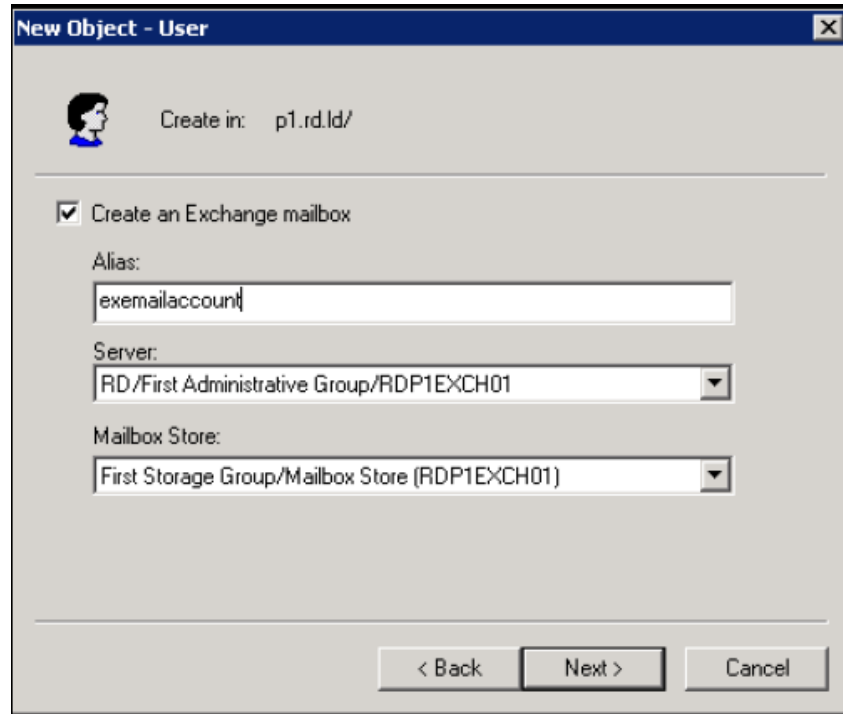 New Object - User
Create in: p1.rd.ld/
Create an Exchange mailbox
Alias:
exemailaccount
Server:
RD/First Administrative Group/RDP1EXCH01
Mailbox Store:
First Storage Group/Mailbox Store (RDP1EXCH01)
< Back Next > Cancel